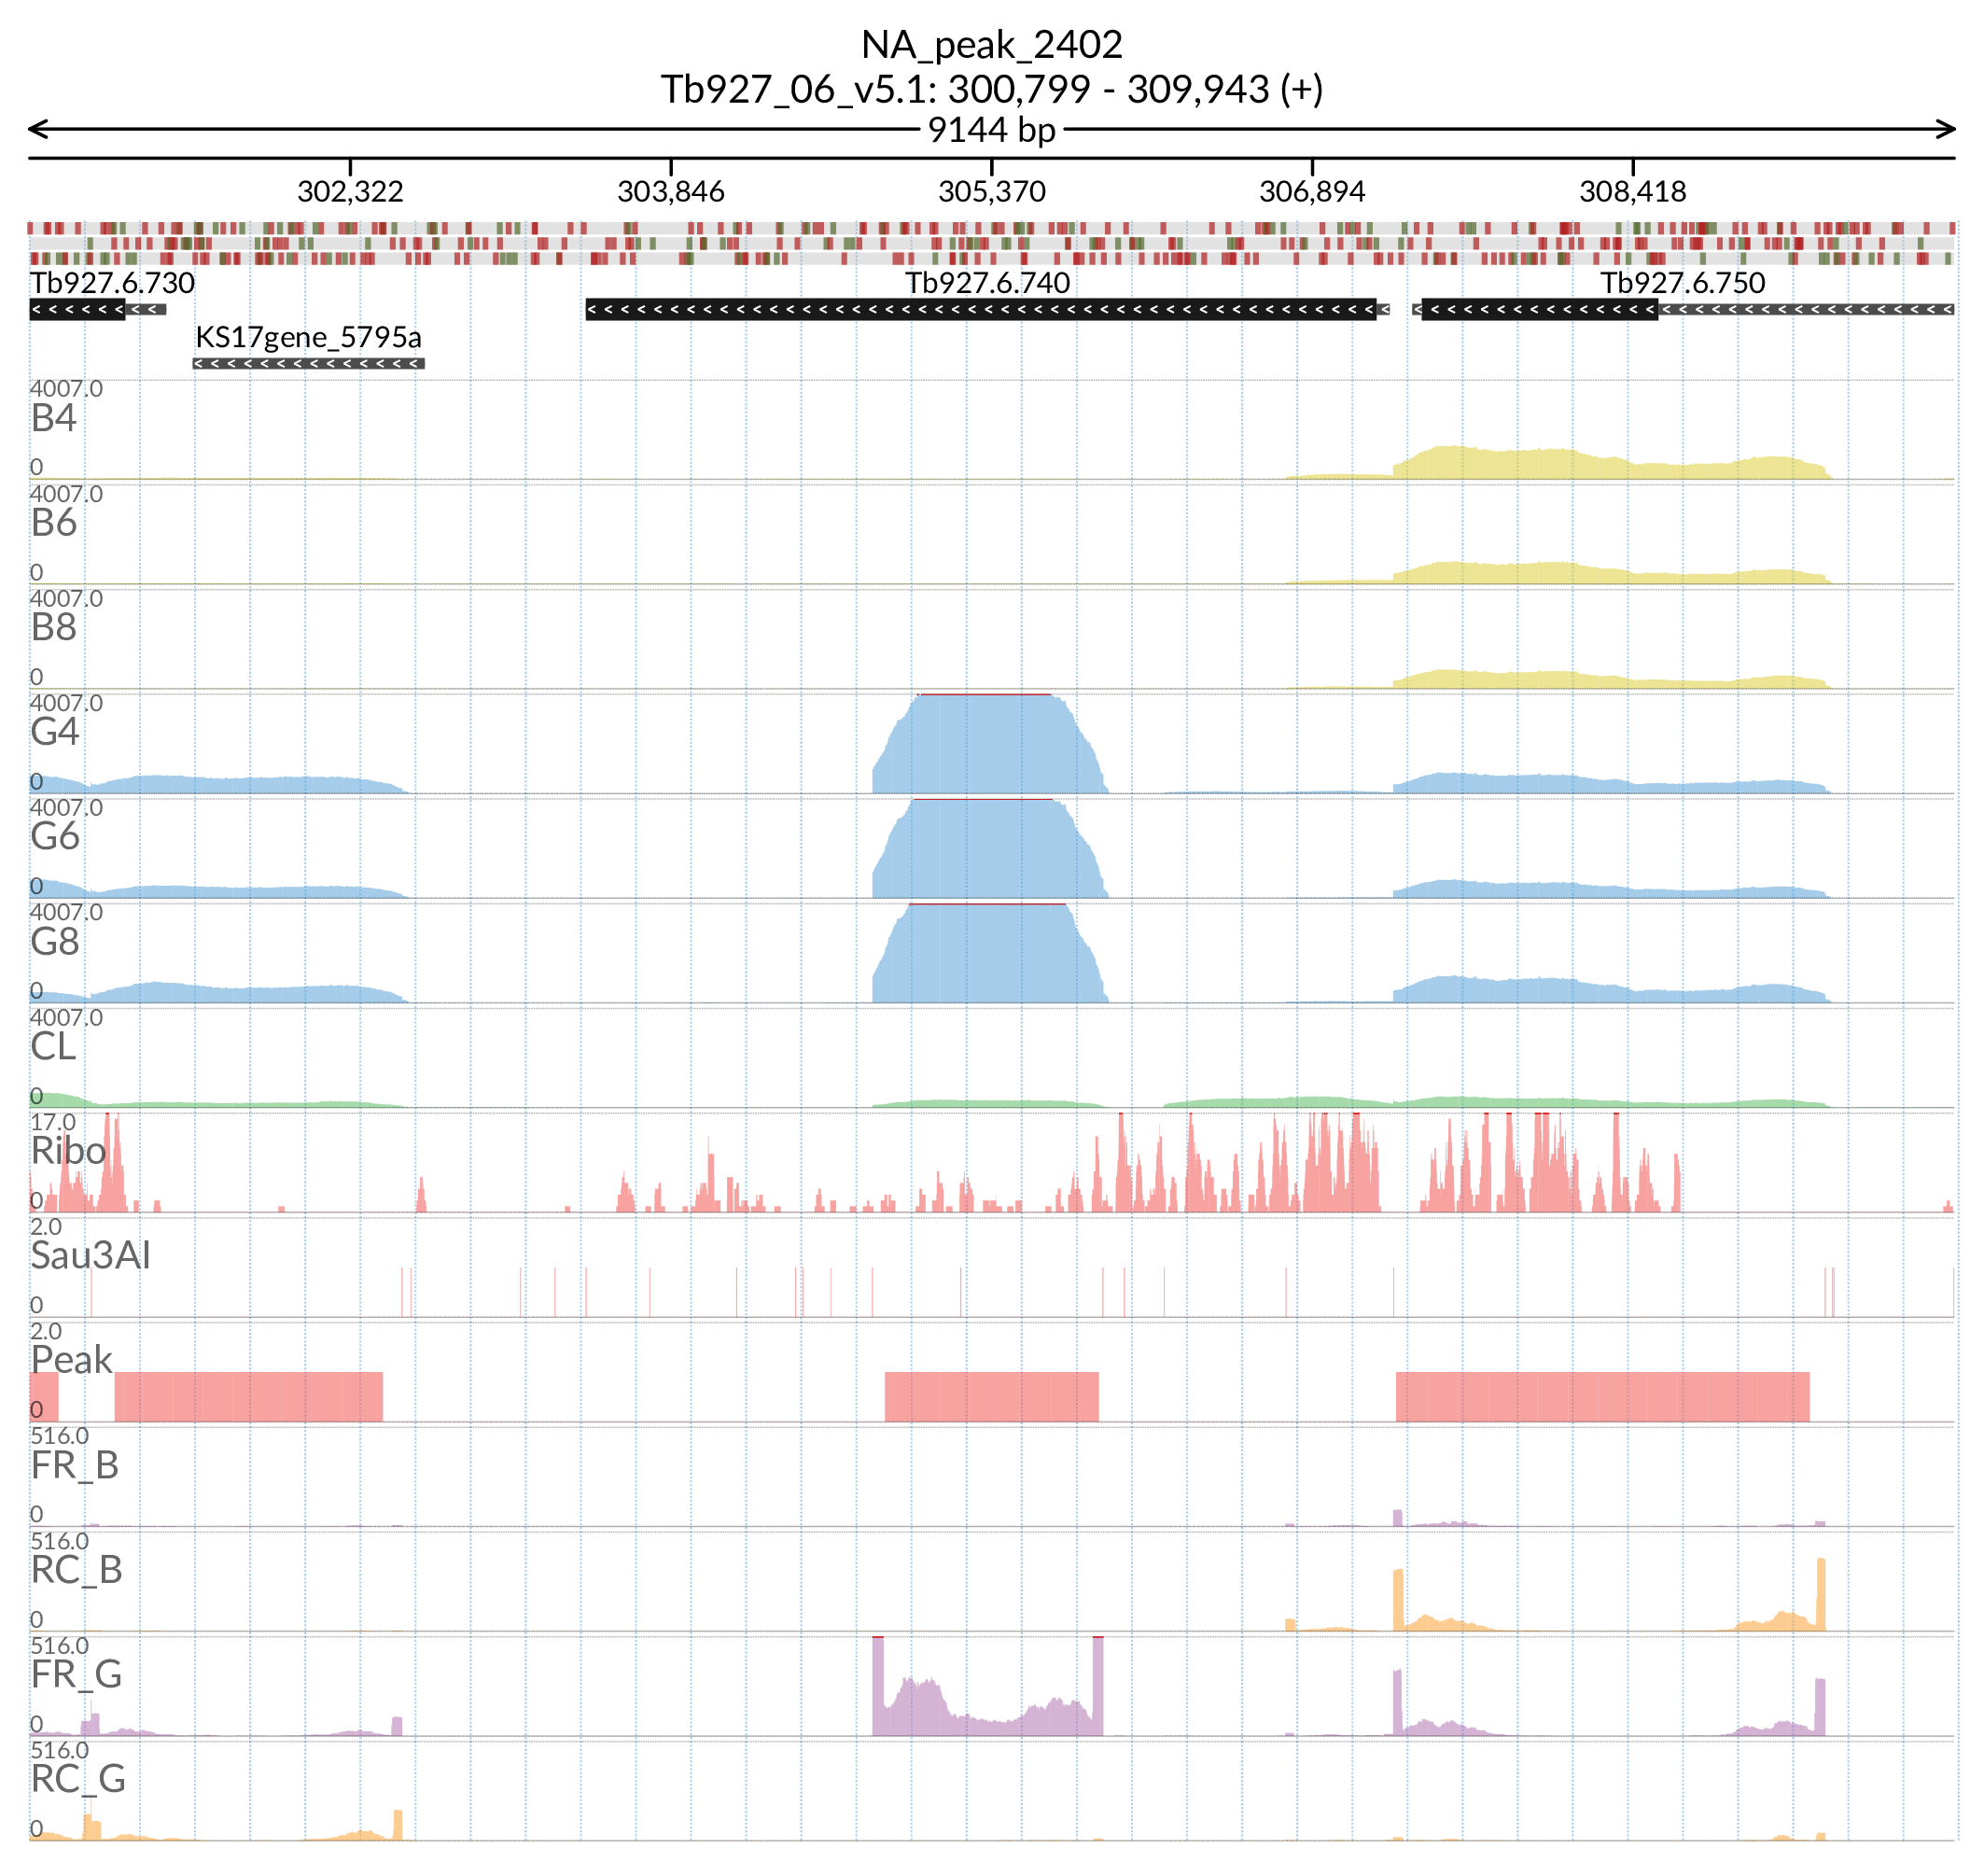 NA_peak_2402
Tb927_06_v5.1: 300,799 - 309,943 (+)
9144 bp
302,322 303,846 305,370 306,894 308,418
Tb927.6.730 Tb927.6.740 Tb927.6.750
KS17gene_5795a
4007.0
B4
0
4007.0
B6
0
4007.0
B8
0
4007.0
G4
0
4007.0
G6
0
4007.0
G8
0
4007.0
CL
0
17.0
Ribo
0
2.0
Sau3AI
0
2.0
Peak
0
516.0
FR_B
0
516.0
RC_B
0
516.0
FR_G
0
516.0
RC_G
0